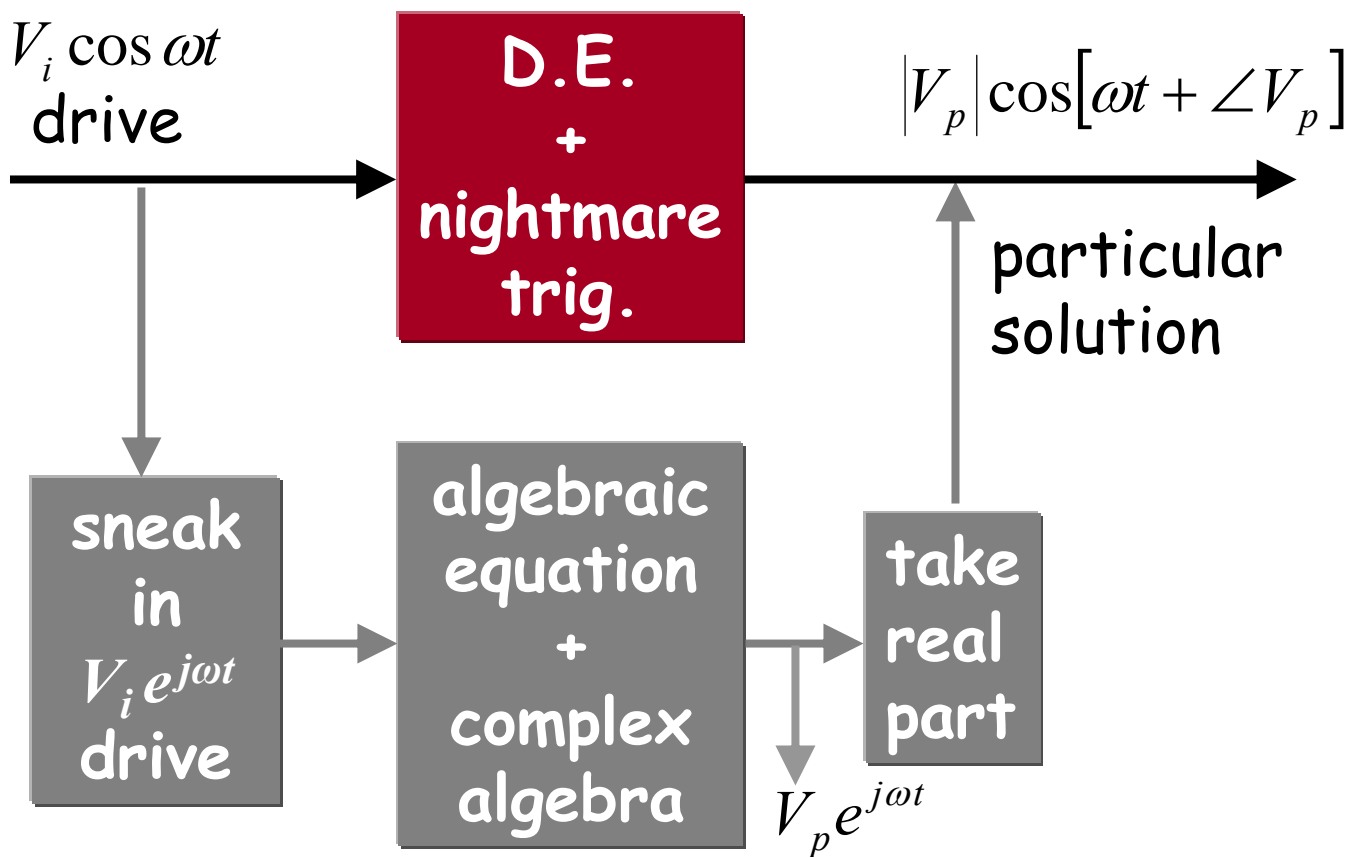 V_i cos ωt
drive
D.E.
+
nightmare
trig.
|V_p| cos[ωt + ∠V_p]
particular
solution
sneak
in
V_i e^{jωt}
drive
algebraic
equation
+
complex
algebra
V_p e^{jωt}
take
real
part